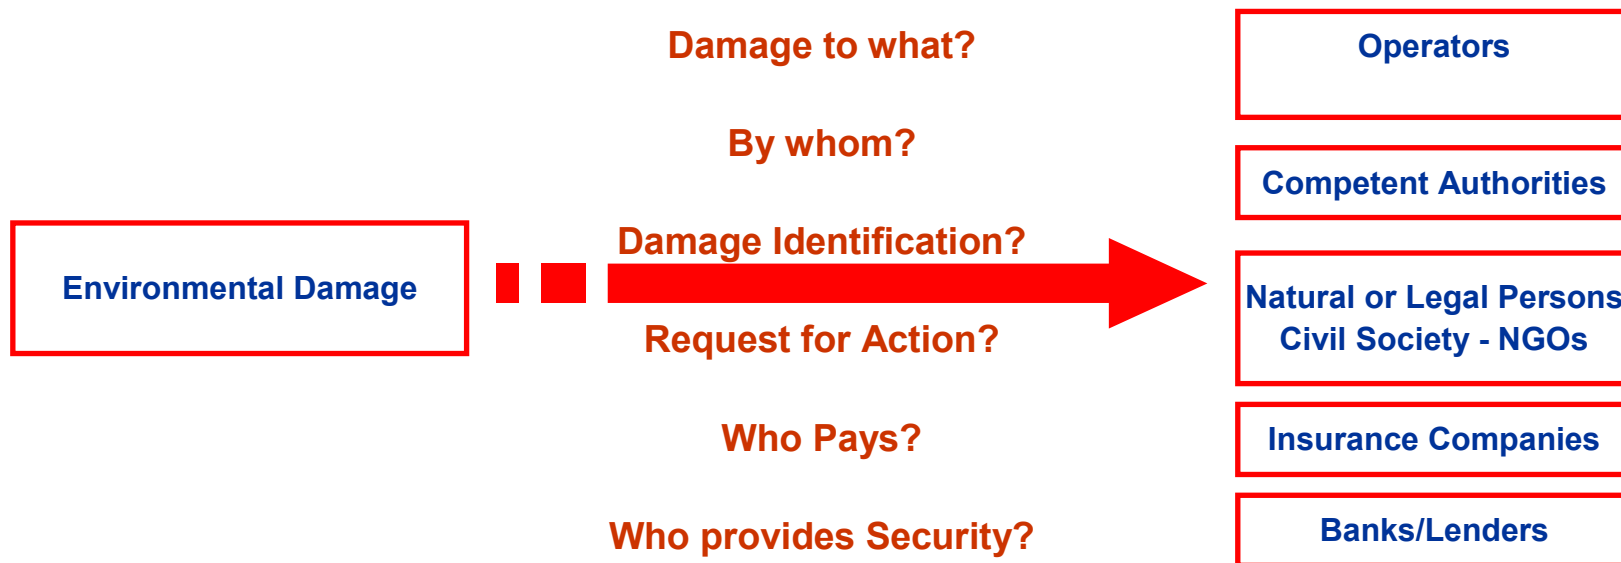 Environmental Damage
Damage to what?
By whom?
Damage Identification?
Request for Action?
Who Pays?
Who provides Security?
Operators
Competent Authorities
Natural or Legal Persons
Civil Society - NGOs
Insurance Companies
Banks/Lenders